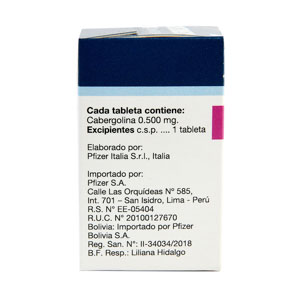 Cada tableta contiene:
Cabergolina 0.500 mg.
Excipientes c.s.p. .... 1 tableta
Elaborado por:
Pfizer Italia S.r.l., Italia
Importado por:
Pfizer S.A.
Calle Las Orquídeas N° 585,
Int. 701 – San Isidro, Lima - Perú
R.S. N° EE-05404
R.U.C. N° 20100127670
Bolivia: Importado por Pfizer
Bolivia S.A.
Reg. San. N°: II-34034/2018
B.F. Resp.: Liliana Hidalgo